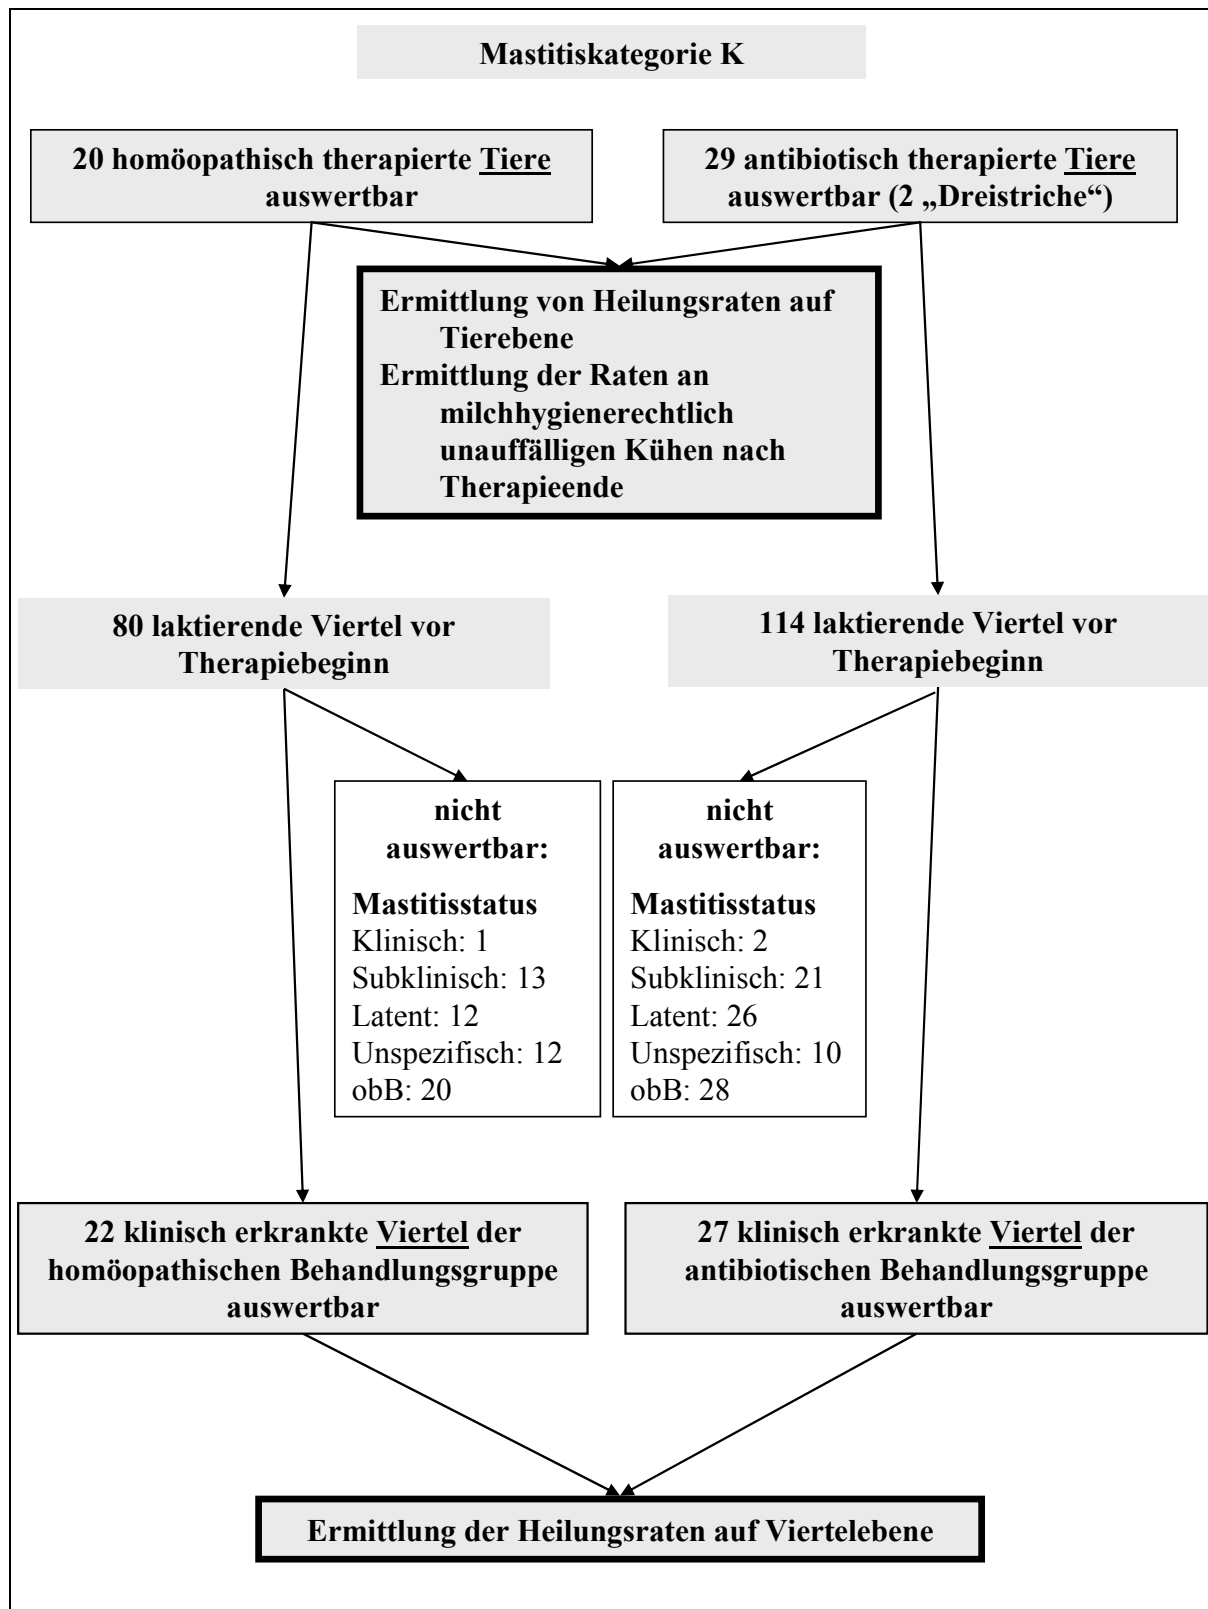 Mastitiskategorie K
20 homöopathisch therapierte Tiere
auswertbar
29 antibiotisch therapierte Tiere
auswertbar (2 „Dreistriche“)
Ermittlung von Heilungsraten auf
Tierebene
Ermittlung der Raten an
milchhygienerechtlich
unauffälligen Kühen nach
Therapieende
80 laktierende Viertel vor
Therapiebeginn
114 laktierende Viertel vor
Therapiebeginn
nicht
auswertbar:
Mastitisstatus
Klinisch: 1
Subklinisch: 13
Latent: 12
Unspezifisch: 12
obB: 20
nicht
auswertbar:
Mastitisstatus
Klinisch: 2
Subklinisch: 21
Latent: 26
Unspezifisch: 10
obB: 28
22 klinisch erkrankte Viertel der
homöopathischen Behandlungsgruppe
auswertbar
27 klinisch erkrankte Viertel der
antibiotischen Behandlungsgruppe
auswertbar
Ermittlung der Heilungsraten auf Viertelebene